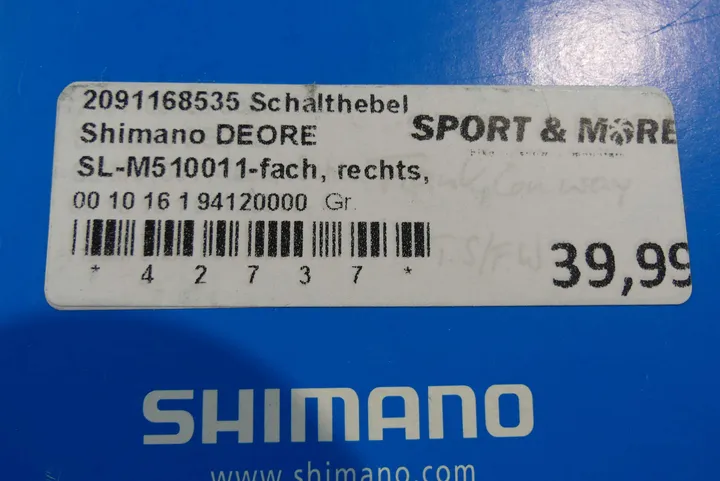 2091168535 Schalthebel
Shimano DEORE
SPORT & MORE
SL-M510011-fach, rechts,
00 10 16 1 94120000 Gr.
* 4 2 7 3 7 *
39,99
SHIMANO
www.shimano.com